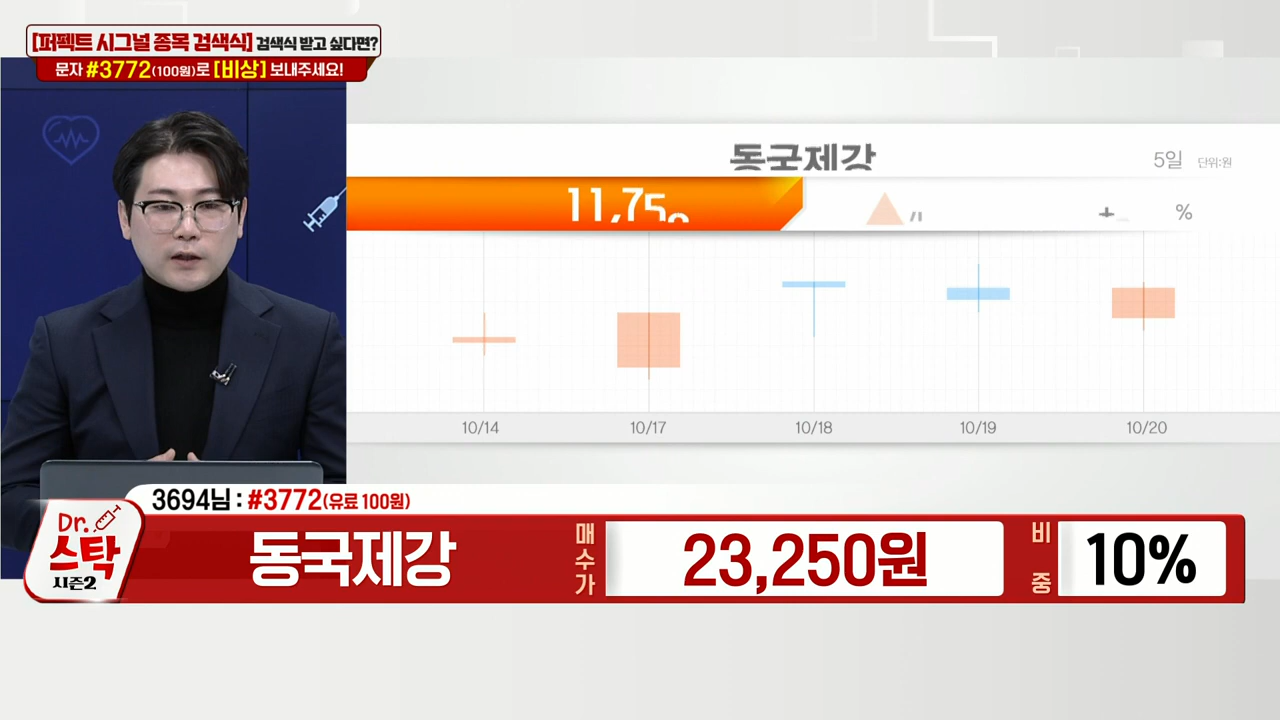 [퍼펙트 시그널 종목 검색식] 검색식 받고 싶다면?
문자 #3772(100원)로 [비상] 보내주세요!
동국제강
5일 단위:원
%
10/14 10/17 10/18 10/19 10/20
3694님 : #3772(유료 100원)
Dr.
스탁
시즌2
동국제강
매수가
23,250원
비중
10%